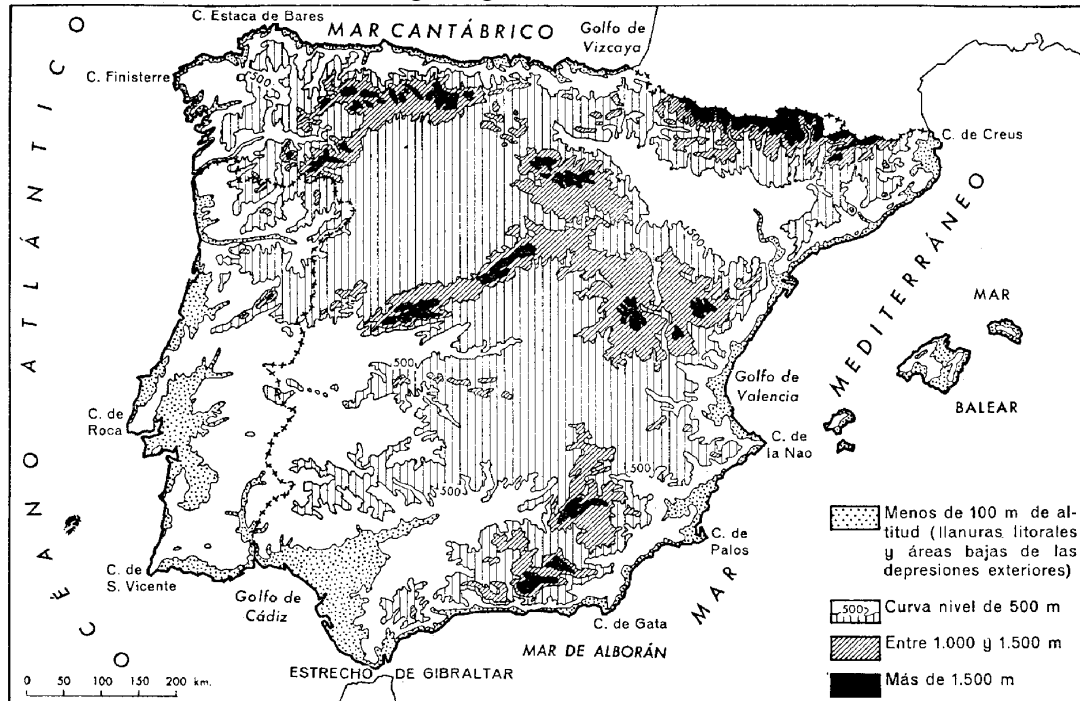 C. Estaca de Bares
MAR CANTÁBRICO
Golfo de
Vizcaya
C. Finisterre
500
C. de Creus
OCÉANO ATLÁNTICO
500
MAR MEDITERRÁNEO
MAR
BALEAR
500
Golfo de
Valencia
C. de
Roca
C. de
la Nao
500
500
C. de
Palos
C. de
S. Vicente
Golfo de
Cádiz
C. de Gata
MAR DE ALBORÁN
ESTRECHO DE GIBRALTAR
0 50 100 150 200 km.
Menos de 100 m de al-
titud (llanuras litorales
y áreas bajas de las
depresiones exteriores)
500
Curva nivel de 500 m
Entre 1.000 y 1.500 m
Más de 1.500 m